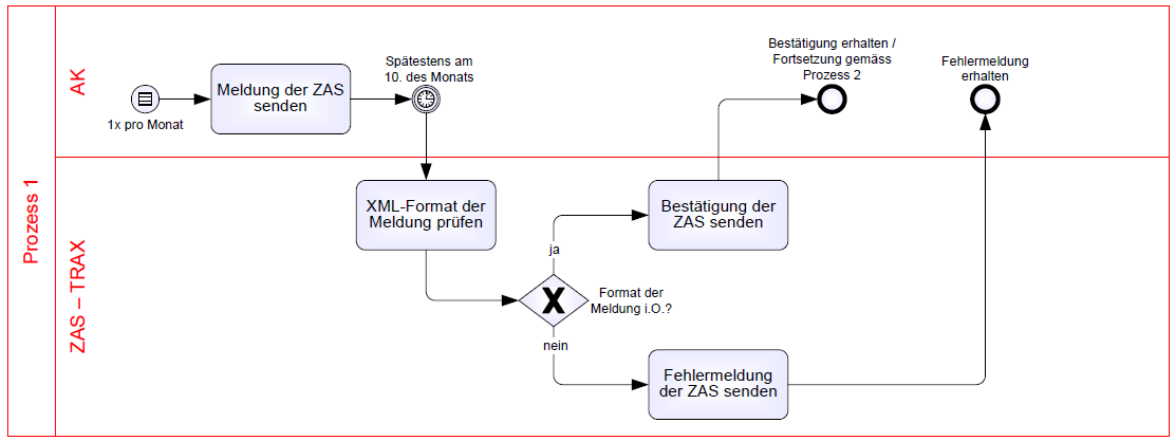 Prozess 1
AK
1x pro Monat
Meldung der ZAS
senden
Spätestens am
10. des Monats
Bestätigung erhalten /
Fortsetzung gemäss
Prozess 2
Fehlermeldung
erhalten
ZAS – TRAX
XML-Format der
Meldung prüfen
ja
nein
Format der
Meldung i.O.?
Bestätigung der
ZAS senden
Fehlermeldung
der ZAS senden